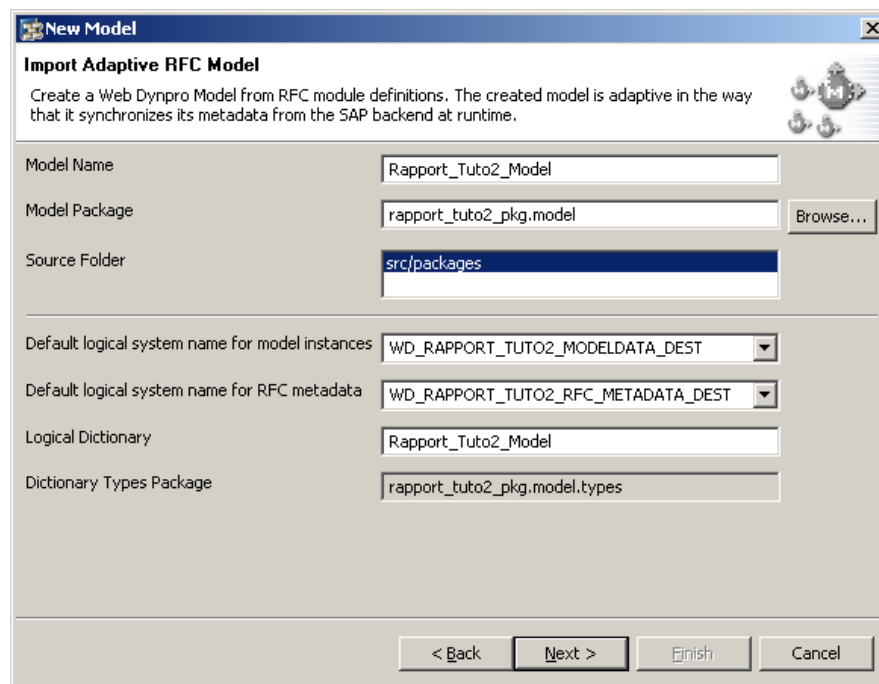 New Model
Import Adaptive RFC Model
Create a Web Dynpro Model from RFC module definitions. The created model is adaptive in the way
that it synchronizes its metadata from the SAP backend at runtime.
Model Name Rapport_Tuto2_Model
Model Package rapport_tuto2_pkg.model Browse...
Source Folder src/packages
Default logical system name for model instances WD_RAPPORT_TUTO2_MODELDATA_DEST
Default logical system name for RFC metadata WD_RAPPORT_TUTO2_RFC_METADATA_DEST
Logical Dictionary Rapport_Tuto2_Model
Dictionary Types Package rapport_tuto2_pkg.model.types
< Back Next > Finish Cancel